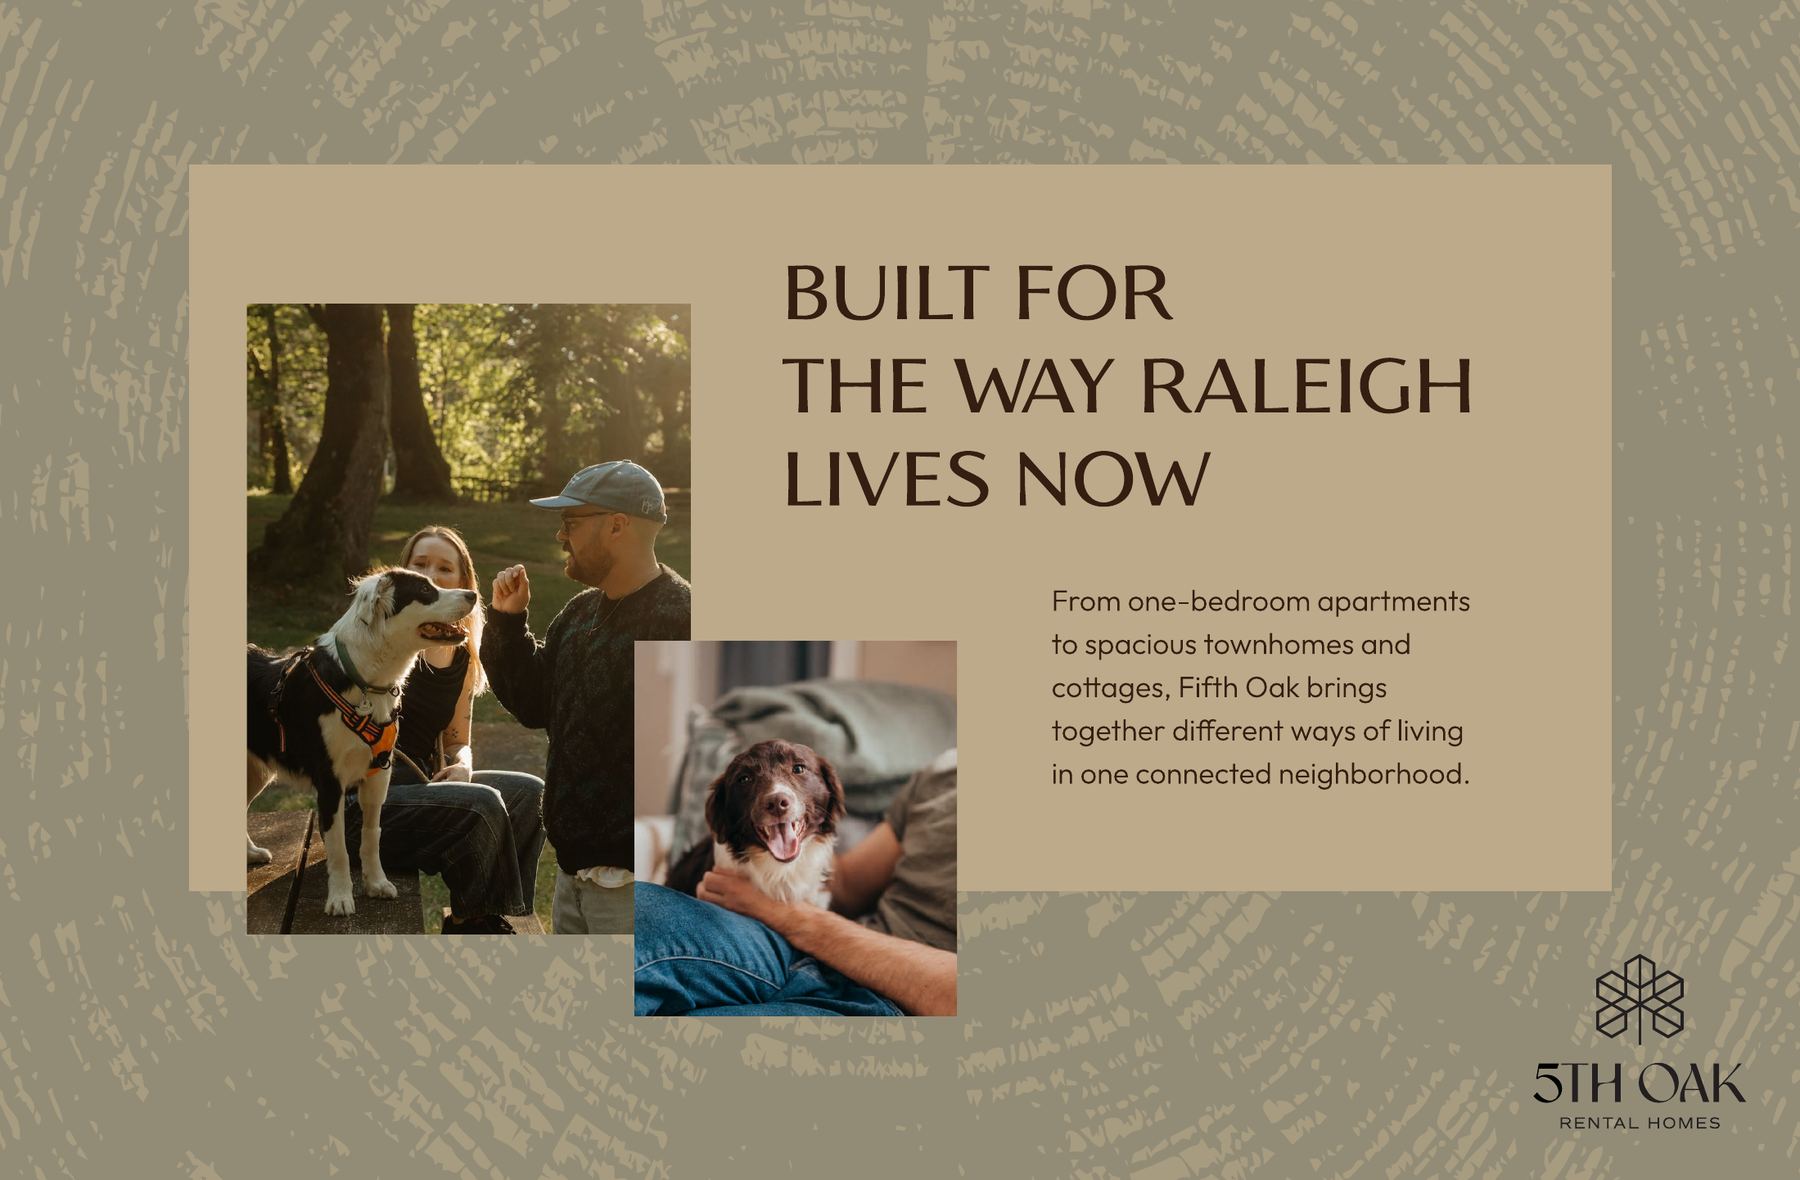 BUILT FOR
THE WAY RALEIGH
LIVES NOW
From one-bedroom apartments
to spacious townhomes and
cottages, Fifth Oak brings
together different ways of living
in one connected neighborhood.
5TH OAK
RENTAL HOMES